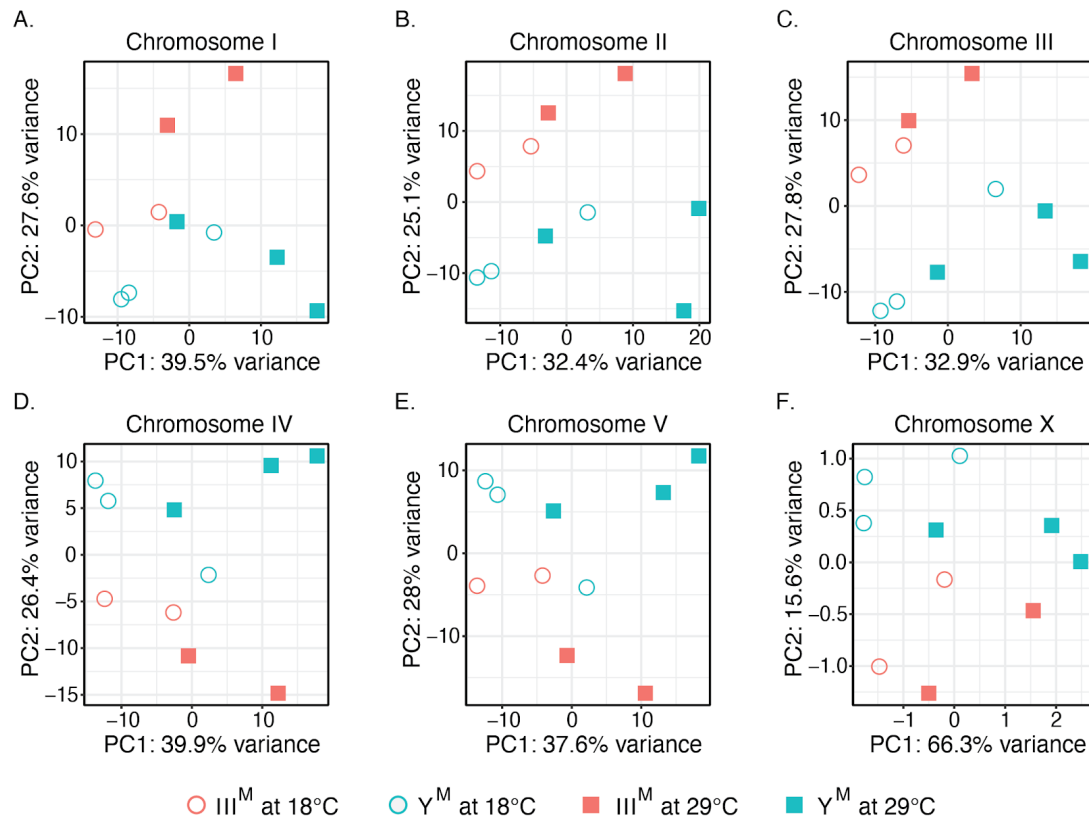 A.
Chromosome I
PC2: 27.6% variance
10
0
−10
−10
0
10
PC1: 39.5% variance
B.
Chromosome II
PC2: 25.1% variance
10
0
−10
−10
0
10
20
PC1: 32.4% variance
C.
Chromosome III
PC2: 27.8% variance
10
0
−10
−10
0
10
PC1: 32.9% variance
D.
Chromosome IV
PC2: 26.4% variance
10
5
0
−5
−10
−15
−10
0
10
PC1: 39.9% variance
E.
Chromosome V
PC2: 28% variance
10
0
−10
−10
0
10
PC1: 37.6% variance
F.
Chromosome X
PC2: 15.6% variance
1.0
0.5
0.0
−0.5
−1.0
−1
0
1
2
PC1: 66.3% variance
III^M at 18°C
Y^M at 18°C
III^M at 29°C
Y^M at 29°C